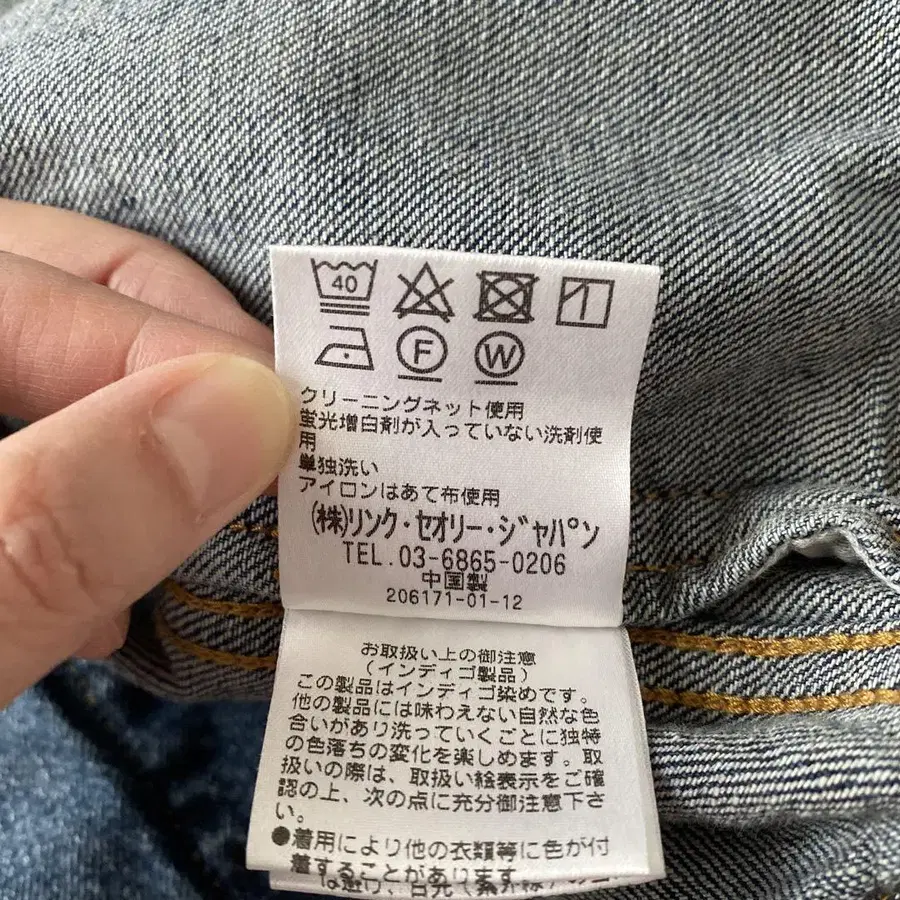 40
F W
クリーニングネット使用
蛍光増白剤が入っていない洗剤使
用
単独洗い
アイロンはあて布使用
(株)リンク・セオリー・ジャパン
TEL.03-6865-0206
中国製
206171-01-12
お取扱い上の御注意
(インディゴ製品)
この製品はインディゴ染めです。
他の製品には味わえない自然な色
合いがあり洗っていくごとに独特
の色落ちの変化を楽しめます。取
扱いの際は、取扱い絵表示をご確
認の上、次の点に充分御注意下さ
い。
●着用により他の衣類等に色が付
着することがあります。